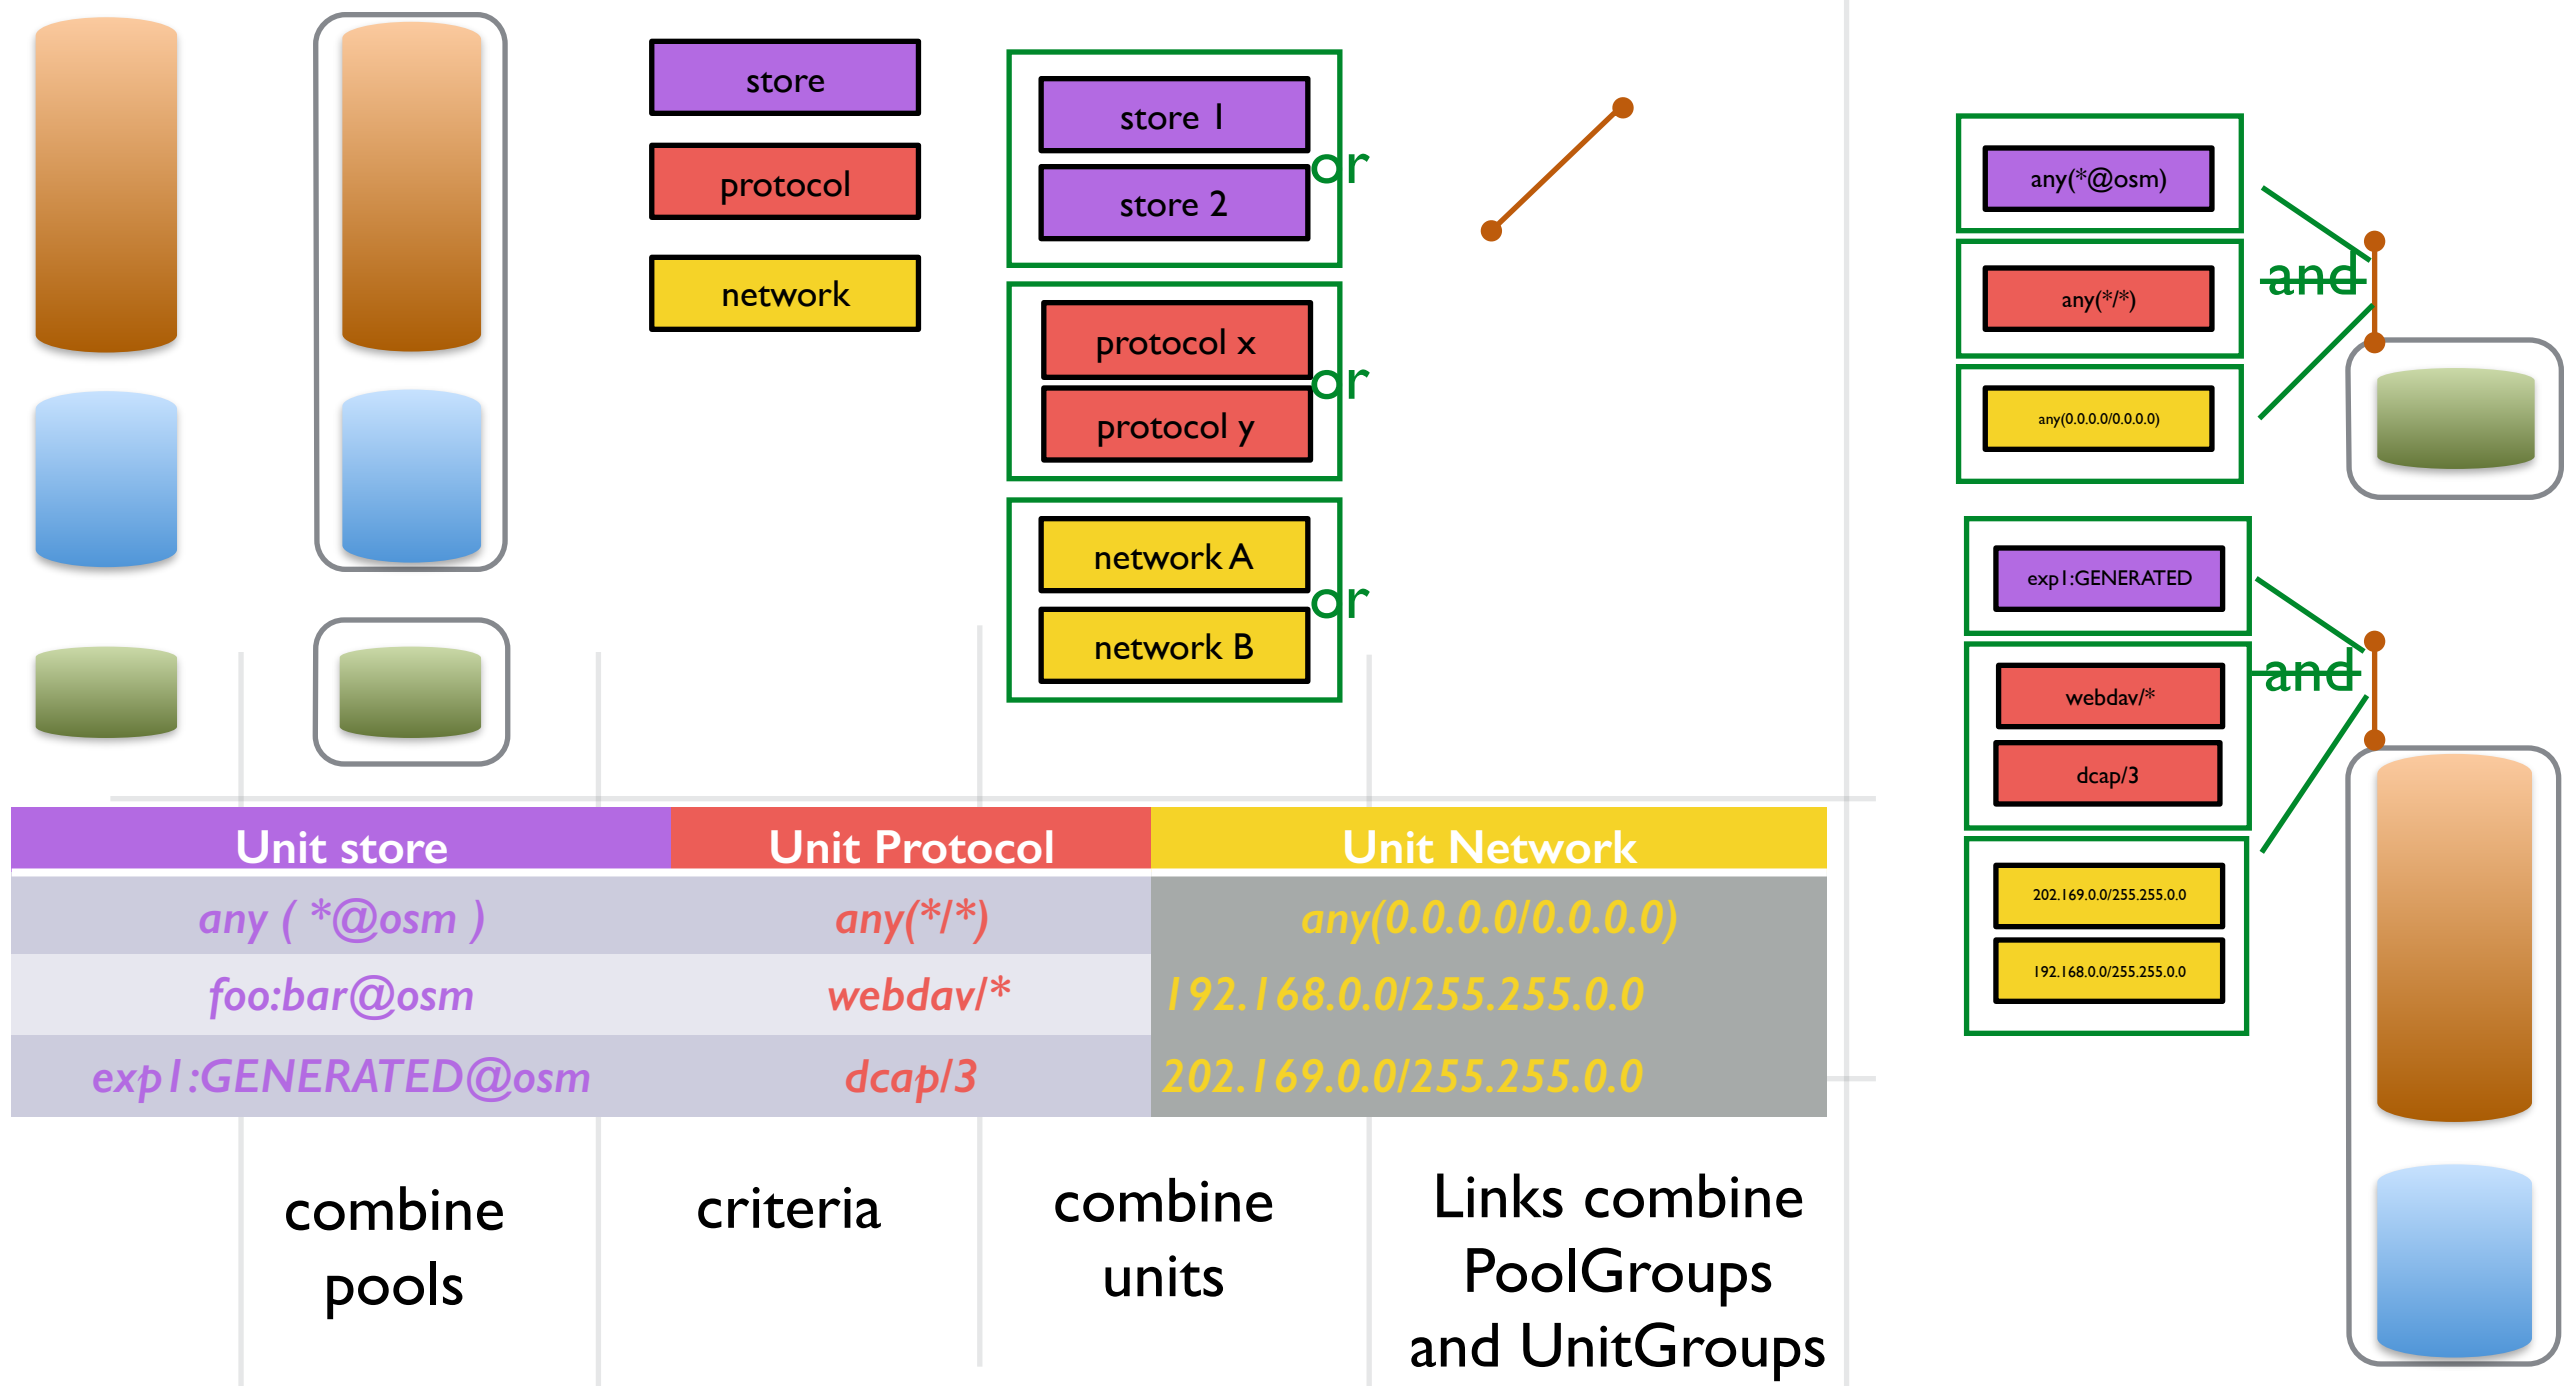 store
protocol
network
store 1
store 2
or
protocol x
protocol y
or
network A
network B
or
any(*@osm)
any(*/*)
any(0.0.0.0/0.0.0.0)
and
exp1:GENERATED
webdav/*
dcap/3
202.169.0.0/255.255.0.0
192.168.0.0/255.255.0.0
and
Unit store Unit Protocol Unit Network
any ( *@osm ) any(*/*) any(0.0.0.0/0.0.0.0)
foo:bar@osm webdav/* 192.168.0.0/255.255.0.0
exp1:GENERATED@osm dcap/3 202.169.0.0/255.255.0.0
combine
pools
criteria
combine
units
Links combine
PoolGroups
and UnitGroups